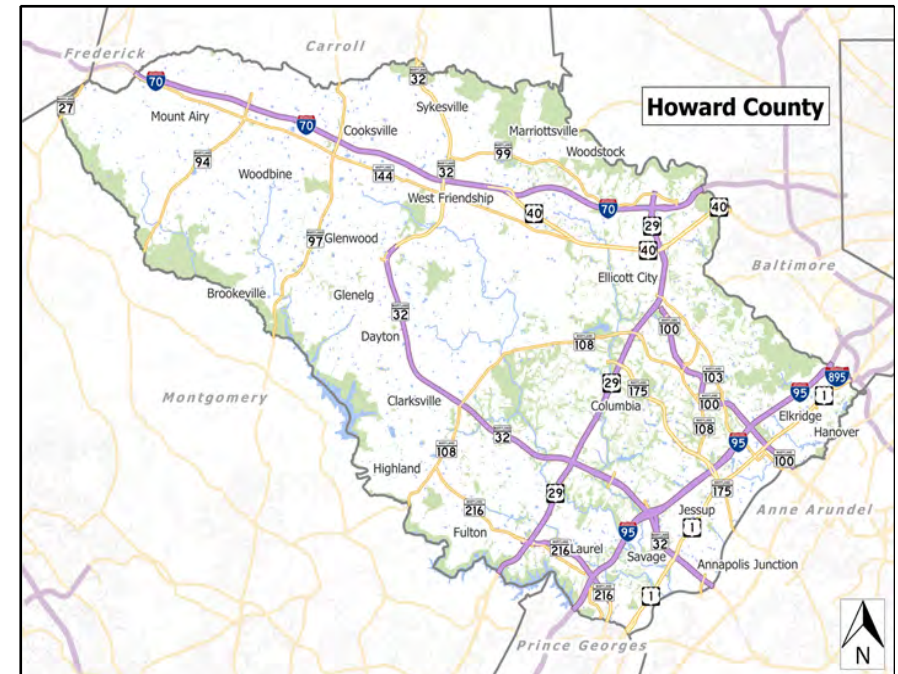 Frederick
Carroll
Howard County
70
32
27
Mount Airy
Sykesville
70
Cooksville
Marriottsville
94
99
Woodstock
Woodbine
144
32
West Friendship
40
70
40
29
97
Glenwood
40
Baltimore
Ellicott City
Brookeville
Glenelg
32
100
Dayton
108
103
895
95
29
175
1
Montgomery
Clarksville
Columbia
100
Elkridge
108
Hanover
32
95
108
100
Highland
29
175
216
Jessup
Anne Arundel
Fulton
1
95
216
Laurel
32
Savage
Annapolis Junction
216
1
Prince Georges
N